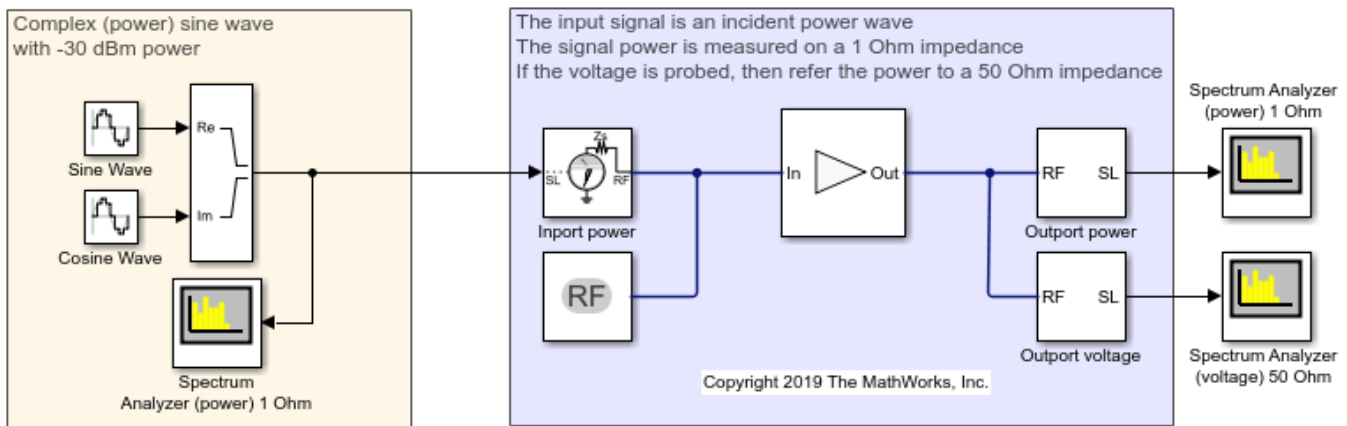 Complex (power) sine wave
with -30 dBm power
Re
Sine Wave
Im
Cosine Wave
Spectrum
Analyzer (power) 1 Ohm
The input signal is an incident power wave
The signal power is measured on a 1 Ohm impedance
If the voltage is probed, then refer the power to a 50 Ohm impedance
Zs
SL
RF
Inport power
RF
In
Out
RF SL
Outport power
RF SL
Outport voltage
Copyright 2019 The MathWorks, Inc.
Spectrum Analyzer
(power) 1 Ohm
Spectrum Analyzer
(voltage) 50 Ohm